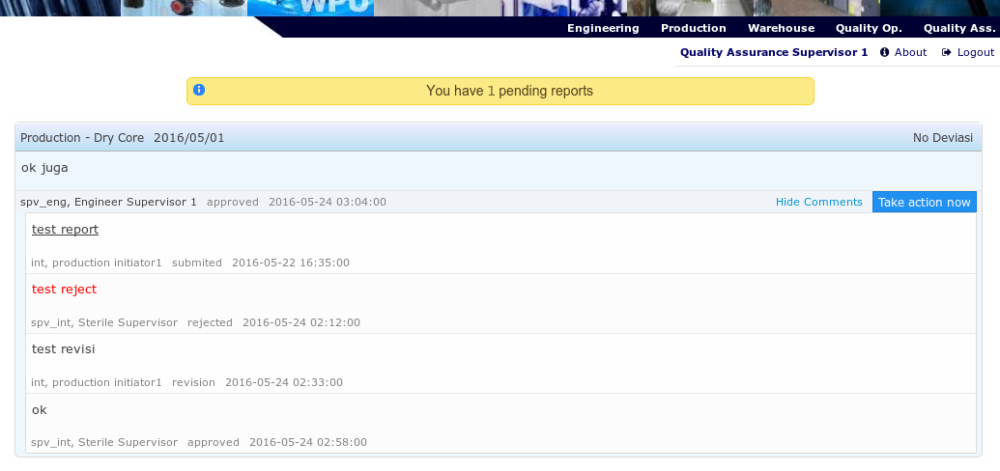 WPU
Engineering Production Warehouse Quality Op. Quality Ass.
Quality Assurance Supervisor 1 About Logout
You have 1 pending reports
Production - Dry Core 2016/05/01 No Deviasi
ok juga
spv_eng, Engineer Supervisor 1 approved 2016-05-24 03:04:00 Hide Comments Take action now
test report
int, production initiator1 submited 2016-05-22 16:35:00
test reject
spv_int, Sterile Supervisor rejected 2016-05-24 02:12:00
test revisi
int, production initiator1 revision 2016-05-24 02:33:00
ok
spv_int, Sterile Supervisor approved 2016-05-24 02:58:00